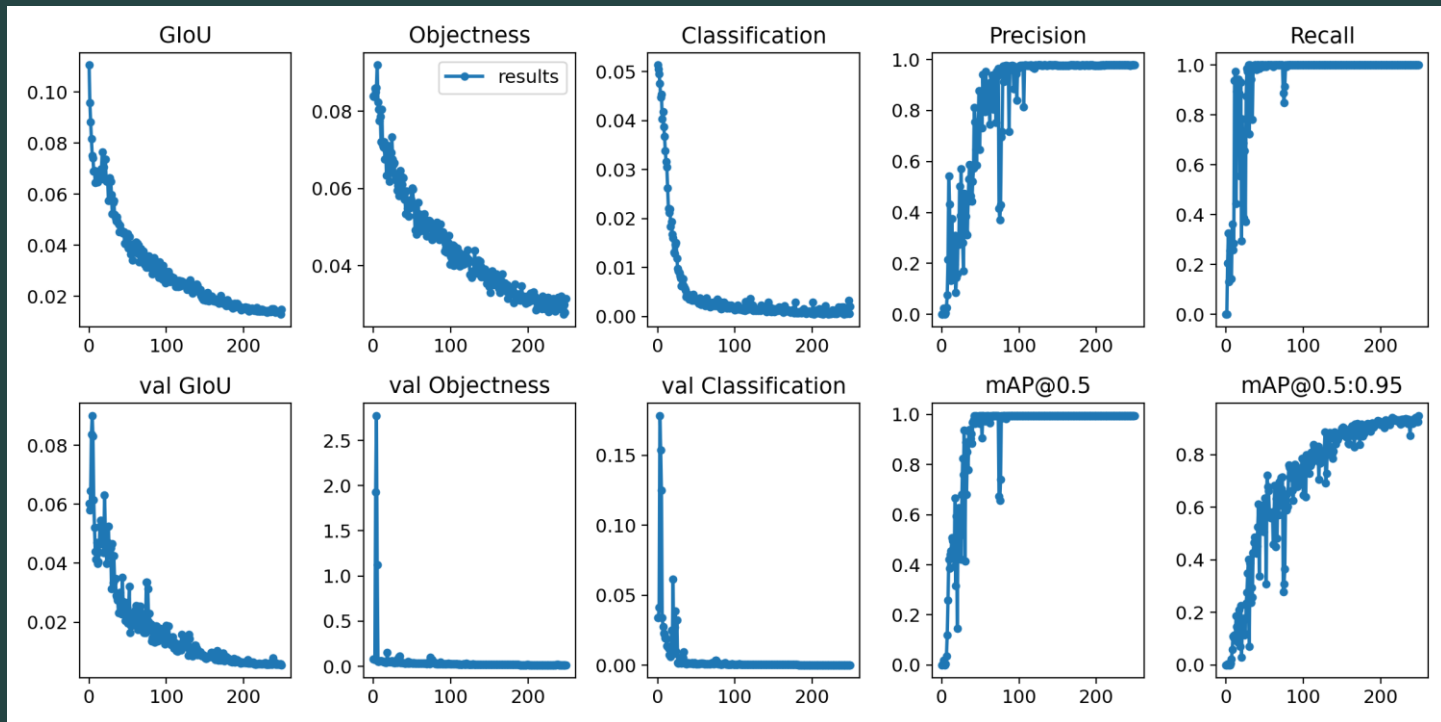 GIoU
0.10
0.08
0.06
0.04
0.02
0 100 200
Objectness
results
0.08
0.06
0.04
0 100 200
Classification
0.05
0.04
0.03
0.02
0.01
0.00
0 100 200
Precision
1.0
0.8
0.6
0.4
0.2
0.0
0 100 200
Recall
1.0
0.8
0.6
0.4
0.2
0.0
0 100 200
val GIoU
0.08
0.06
0.04
0.02
0 100 200
val Objectness
2.5
2.0
1.5
1.0
0.5
0.0
0 100 200
val Classification
0.15
0.10
0.05
0.00
0 100 200
mAP@0.5
1.0
0.8
0.6
0.4
0.2
0.0
0 100 200
mAP@0.5:0.95
0.8
0.6
0.4
0.2
0.0
0 100 200